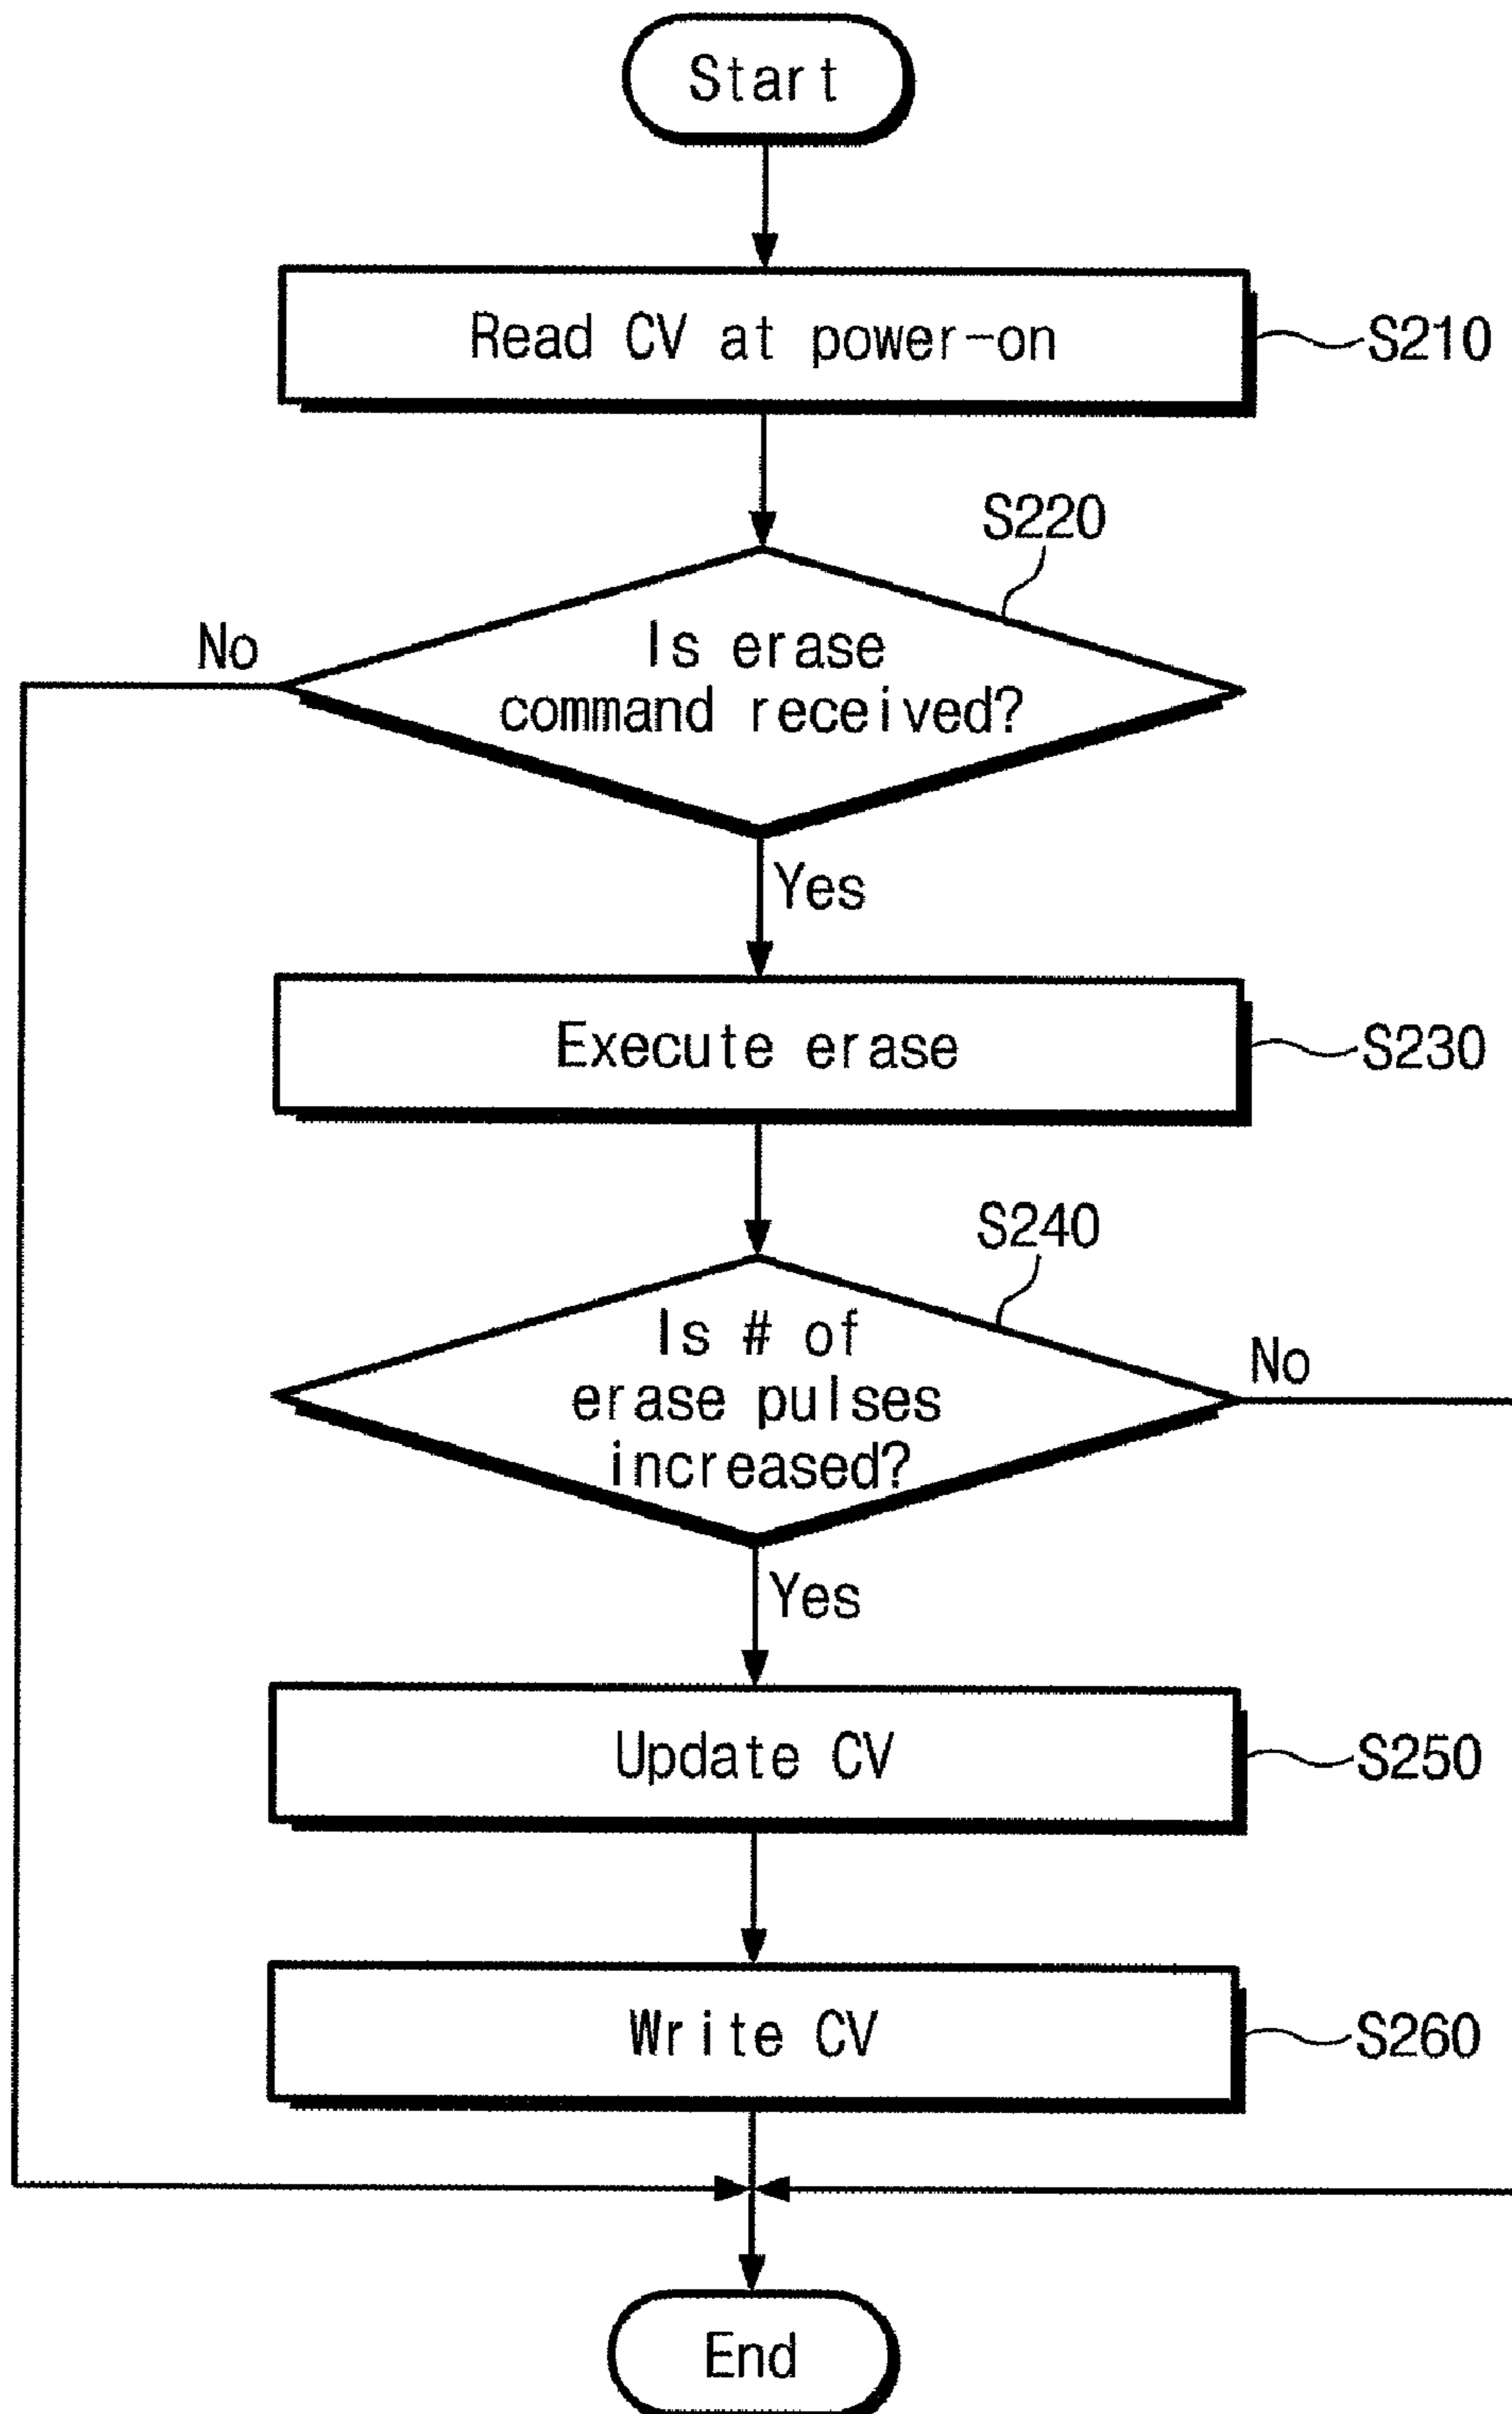 Start
Read CV at power-on
S210
S220
No
Is erase
command received?
Yes
Execute erase
S230
S240
Is # of
erase pulses
increased?
No
Yes
Update CV
S250
Write CV
S260
End